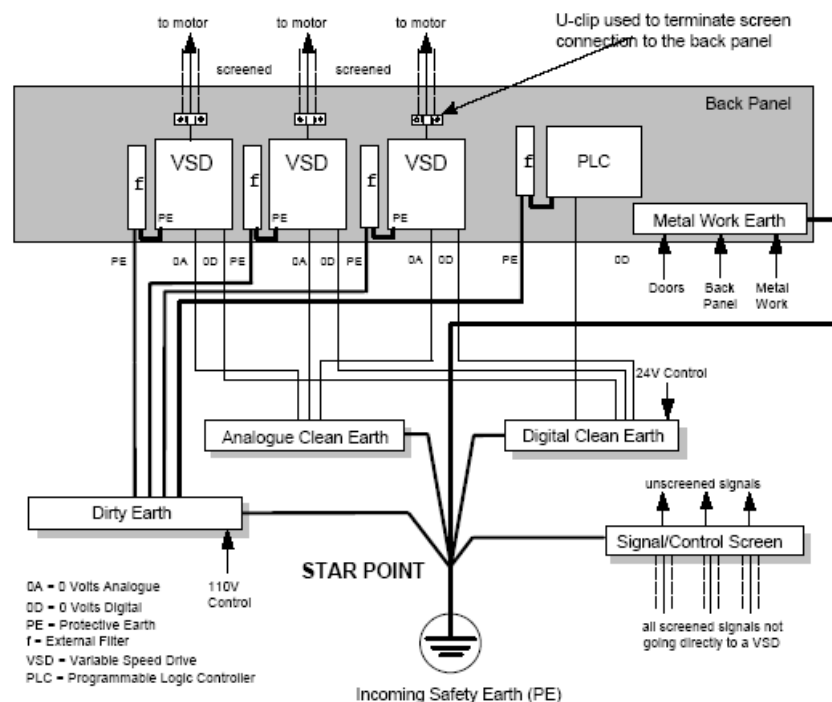 to motor
to motor
to motor
U-clip used to terminate screen
connection to the back panel
screened
screened
Back Panel
f
VSD
PE
f
VSD
PE
f
VSD
PE
f
PLC
Metal Work Earth
PE
0A
0D
PE
0A
0D
PE
0A
0D
PE
0D
Doors
Back
Panel
Metal
Work
24V Control
Analogue Clean Earth
Digital Clean Earth
Dirty Earth
unscreened signals
Signal/Control Screen
STAR POINT
110V
Control
all screened signals not
going directly to a VSD
0A = 0 Volts Analogue
0D = 0 Volts Digital
PE = Protective Earth
f = External Filter
VSD = Variable Speed Drive
PLC = Programmable Logic Controller
Incoming Safety Earth (PE)